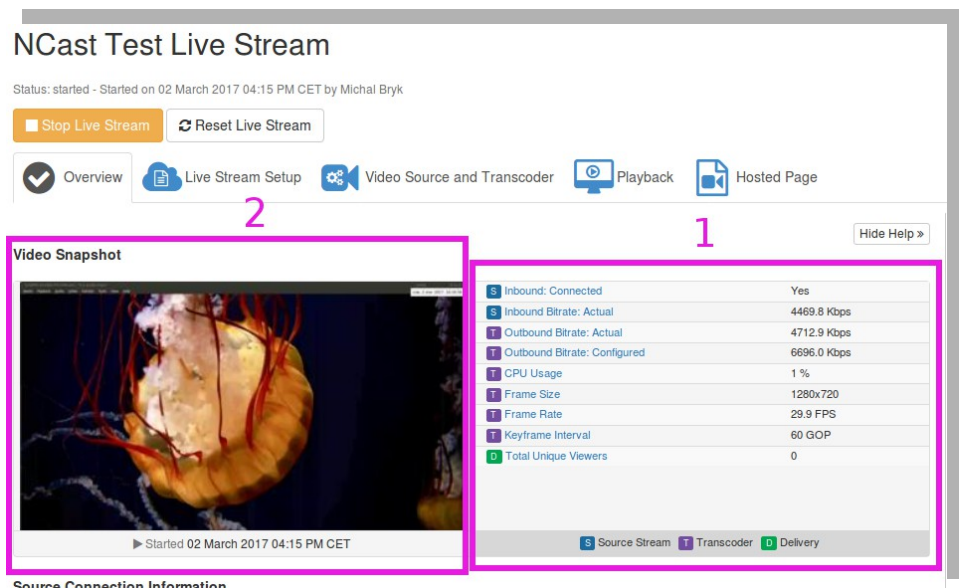 NCast Test Live Stream
Status: started - Started on 02 March 2017 04:15 PM CET by Michal Bryk
Stop Live Stream Reset Live Stream
Overview Live Stream Setup Video Source and Transcoder Playback Hosted Page
2 1
Hide Help »
Video Snapshot
S Inbound: Connected Yes
S Inbound Bitrate: Actual 4469.8 Kbps
T Outbound Bitrate: Actual 4712.9 Kbps
T Outbound Bitrate: Configured 6696.0 Kbps
T CPU Usage 1 %
T Frame Size 1280x720
T Frame Rate 29.9 FPS
T Keyframe Interval 60 GOP
D Total Unique Viewers 0
Started 02 March 2017 04:15 PM CET
S Source Stream T Transcoder D Delivery
Source Connection Information